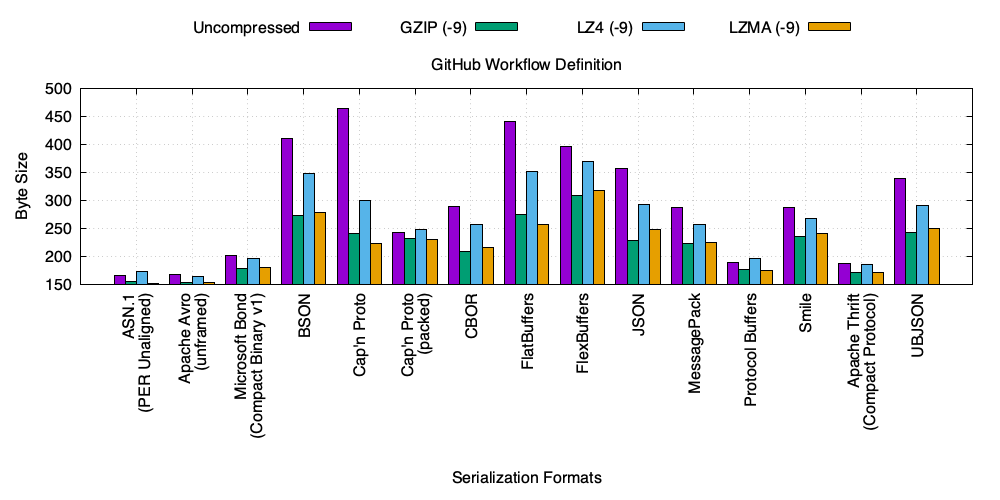 Uncompressed GZIP (-9) LZ4 (-9) LZMA (-9)
GitHub Workflow Definition
Byte Size
500
450
400
350
300
250
200
150
ASN.1
(PER Unaligned)
Apache Avro
(unframed)
Microsoft Bond
(Compact Binary v1)
BSON
Cap'n Proto
Cap'n Proto
(packed)
CBOR
FlatBuffers
FlexBuffers
JSON
MessagePack
Protocol Buffers
Smile
Apache Thrift
(Compact Protocol)
UBJSON
Serialization Formats